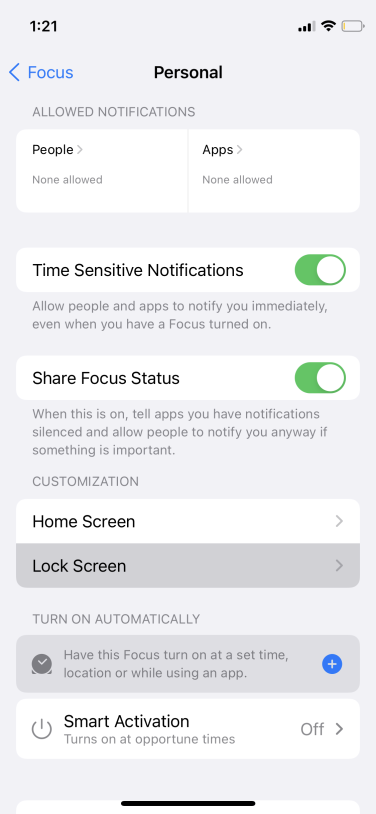 1:21
Focus
Personal
ALLOWED NOTIFICATIONS
People
Apps
None allowed
None allowed
Time Sensitive Notifications
Allow people and apps to notify you immediately,
even when you have a Focus turned on.
Share Focus Status
When this is on, tell apps you have notifications
silenced and allow people to notify you anyway if
something is important.
CUSTOMIZATION
Home Screen
Lock Screen
TURN ON AUTOMATICALLY
Have this Focus turn on at a set time,
location or while using an app.
Smart Activation
Off
Turns on at opportune times